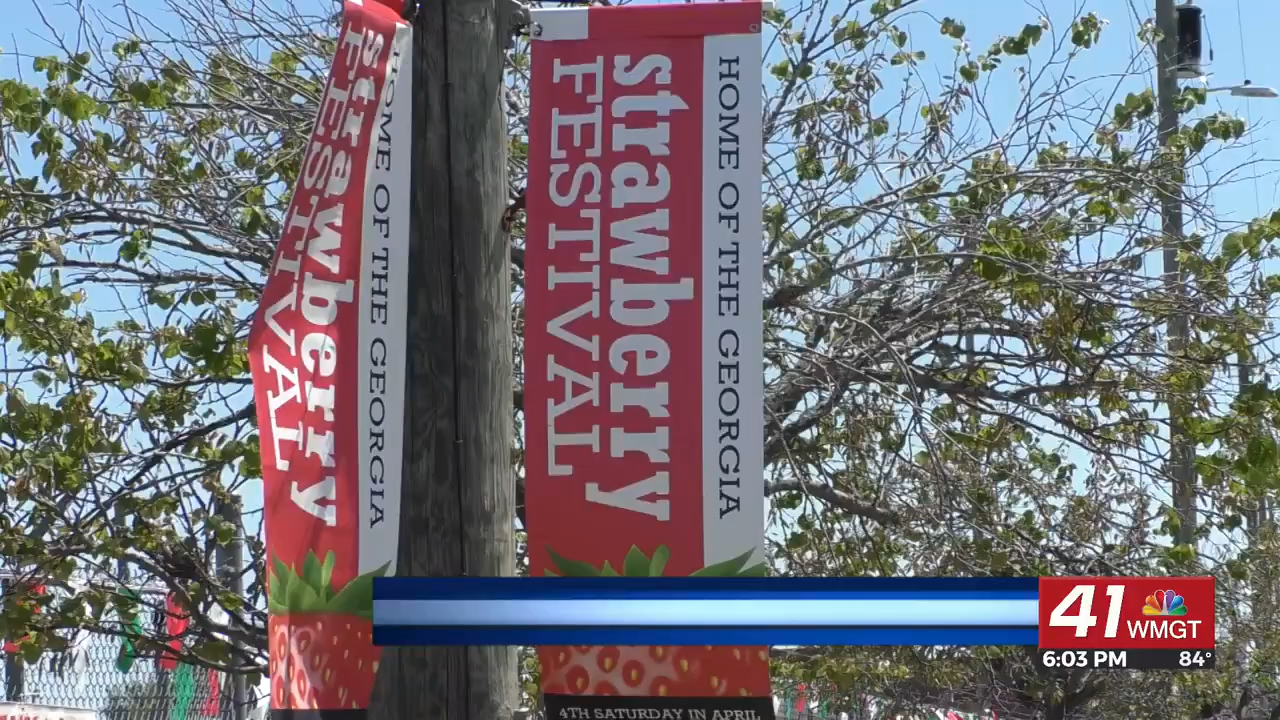 HOME OF THE GEORGIA
strawberry
FESTIVAL
HOME OF THE GEORGIA
strawberry
FESTIVAL
4TH SATURDAY IN APRIL
41
WMGT
6:03 PM 84°